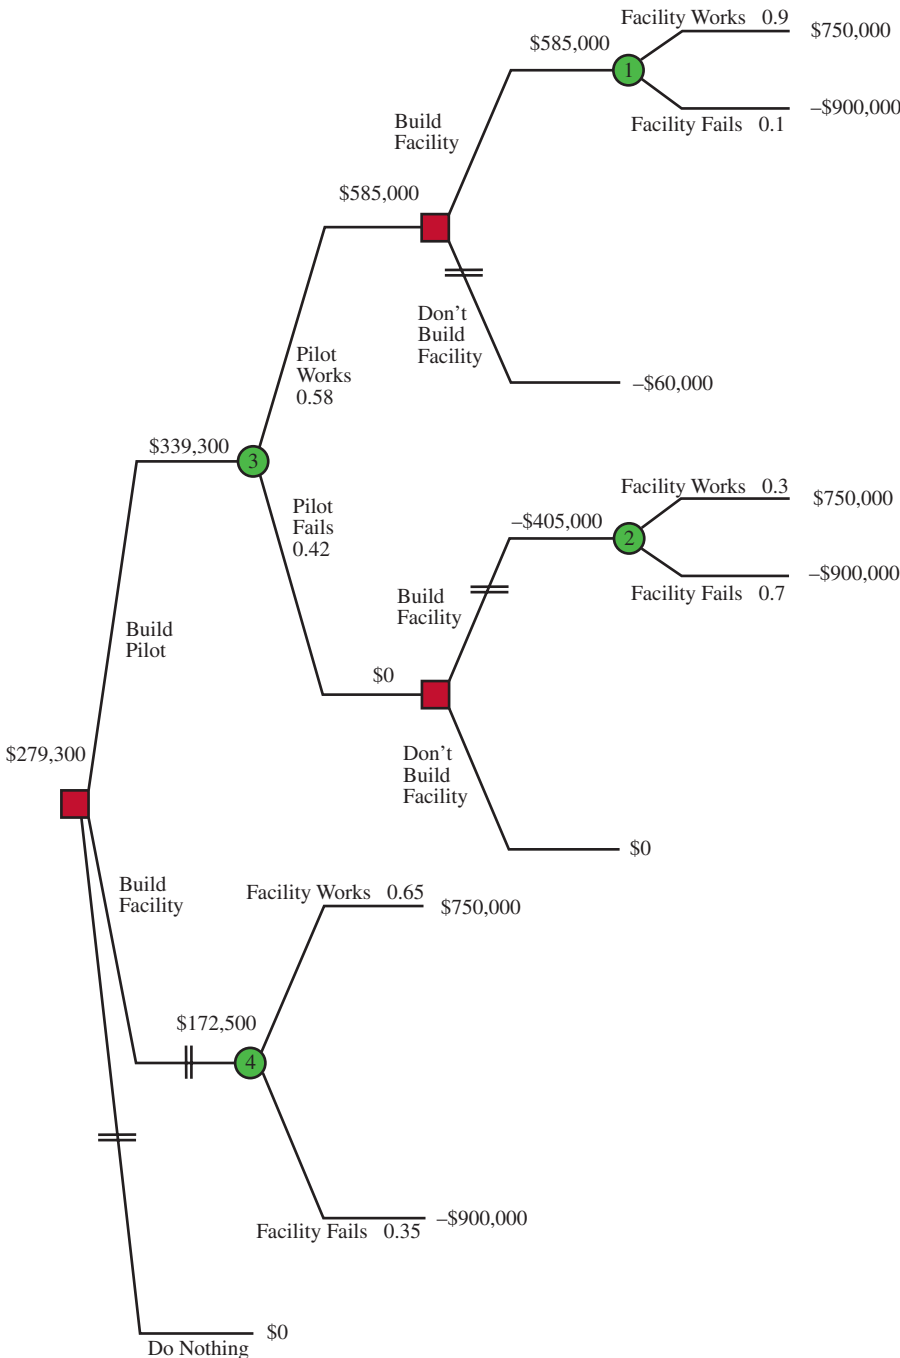 Facility Works 0.9
$750,000
$585,000
1
–$900,000
Facility Fails 0.1
Build
Facility
$585,000
Don't
Build
Facility
–$60,000
Pilot
Works
0.58
$339,300
3
Pilot
Fails
0.42
Facility Works 0.3
$750,000
–$405,000
2
–$900,000
Facility Fails 0.7
Build
Facility
Build
Pilot
$0
Don't
Build
Facility
$0
$279,300
Build
Facility
Facility Works 0.65
$750,000
$172,500
4
–$900,000
Facility Fails 0.35
$0
Do Nothing